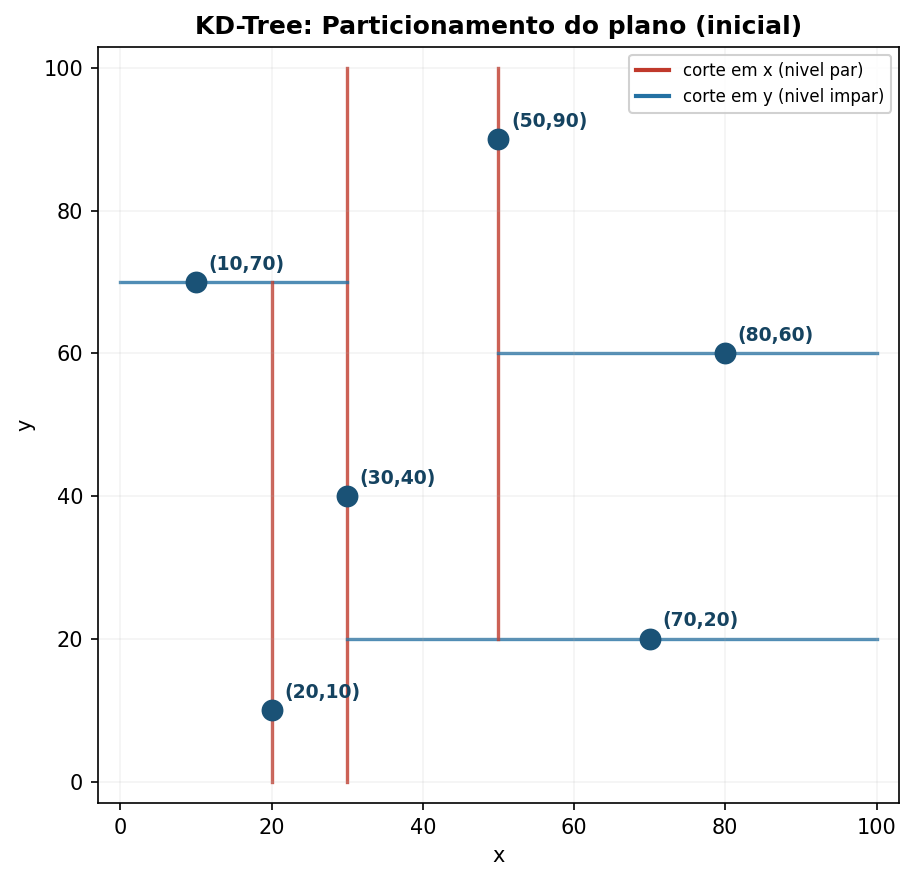 KD-Tree: Particionamento do plano (inicial)
corte em x (nivel par)
corte em y (nivel impar)
100
80
60
40
20
0
y
(50,90)
(10,70)
(80,60)
(30,40)
(70,20)
(20,10)
0 20 40 60 80 100
x